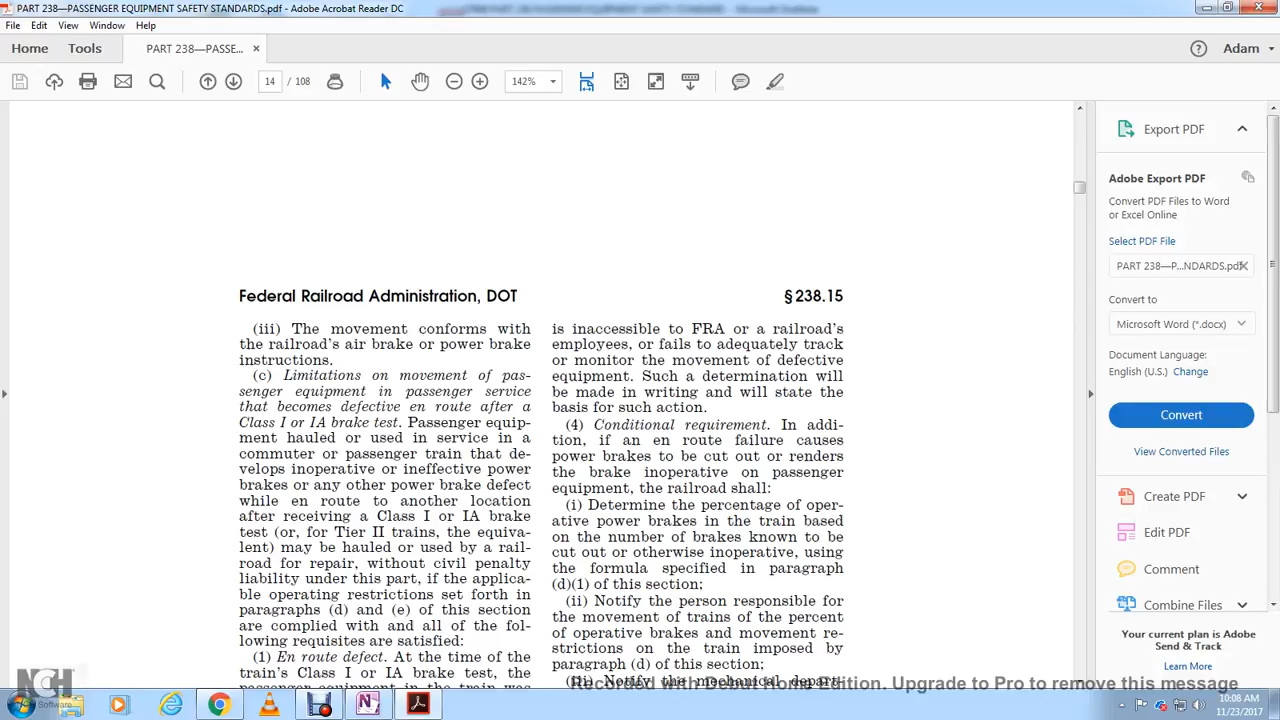 PART 238—PASSENGER EQUIPMENT SAFETY STANDARDS.pdf - Adobe Acrobat Reader DC
File Edit View Window Help
Home Tools PART 238—PASSE... ×
Adam
14 / 108
142%
Federal Railroad Administration, DOT
§ 238.15
(iii) The movement conforms with
the railroad's air brake or power brake
instructions.
(c) Limitations on movement of pas-
senger equipment in passenger service
that becomes defective en route after a
Class I or IA brake test. Passenger equip-
ment hauled or used in service in a
commuter or passenger train that de-
velops inoperative or ineffective power
brakes or any other power brake defect
while en route to another location
after receiving a Class I or IA brake
test (or, for Tier II trains, the equiva-
lent) may be hauled or used by a rail-
road for repair, without civil penalty
liability under this part, if the applica-
ble operating restrictions set forth in
paragraphs (d) and (e) of this section
are complied with and all of the fol-
lowing requisites are satisfied:
(1) En route defect. At the time of the
train's Class I or IA brake test, the
passenger equipment in the train was
is inaccessible to FRA or a railroad's
employees, or fails to adequately track
or monitor the movement of defective
equipment. Such a determination will
be made in writing and will state the
basis for such action.
(4) Conditional requirement. In addi-
tion, if an en route failure causes
power brakes to be cut out or renders
the brake inoperative on passenger
equipment, the railroad shall:
(i) Determine the percentage of oper-
ative power brakes in the train based
on the number of brakes known to be
cut out or otherwise inoperative, using
the formula specified in paragraph
(d)(1) of this section;
(ii) Notify the person responsible for
the movement of trains of the percent
of operative brakes and movement re-
strictions on the train imposed by
paragraph (d) of this section;
(iii) Notify the mechanical depart-
Export PDF
Adobe Export PDF
Convert PDF Files to Word
or Excel Online
Select PDF File
PART 238—P...NDARDS.pdf
Convert to
Microsoft Word (*.docx)
Document Language:
English (U.S.) Change
Convert
View Converted Files
Create PDF
Edit PDF
Comment
Combine Files
Your current plan is Adobe
Send & Track
Learn More
Recorded with Debut Home Edition. Upgrade to Pro to remove this message
NCH Software
10:08 AM
11/23/2017